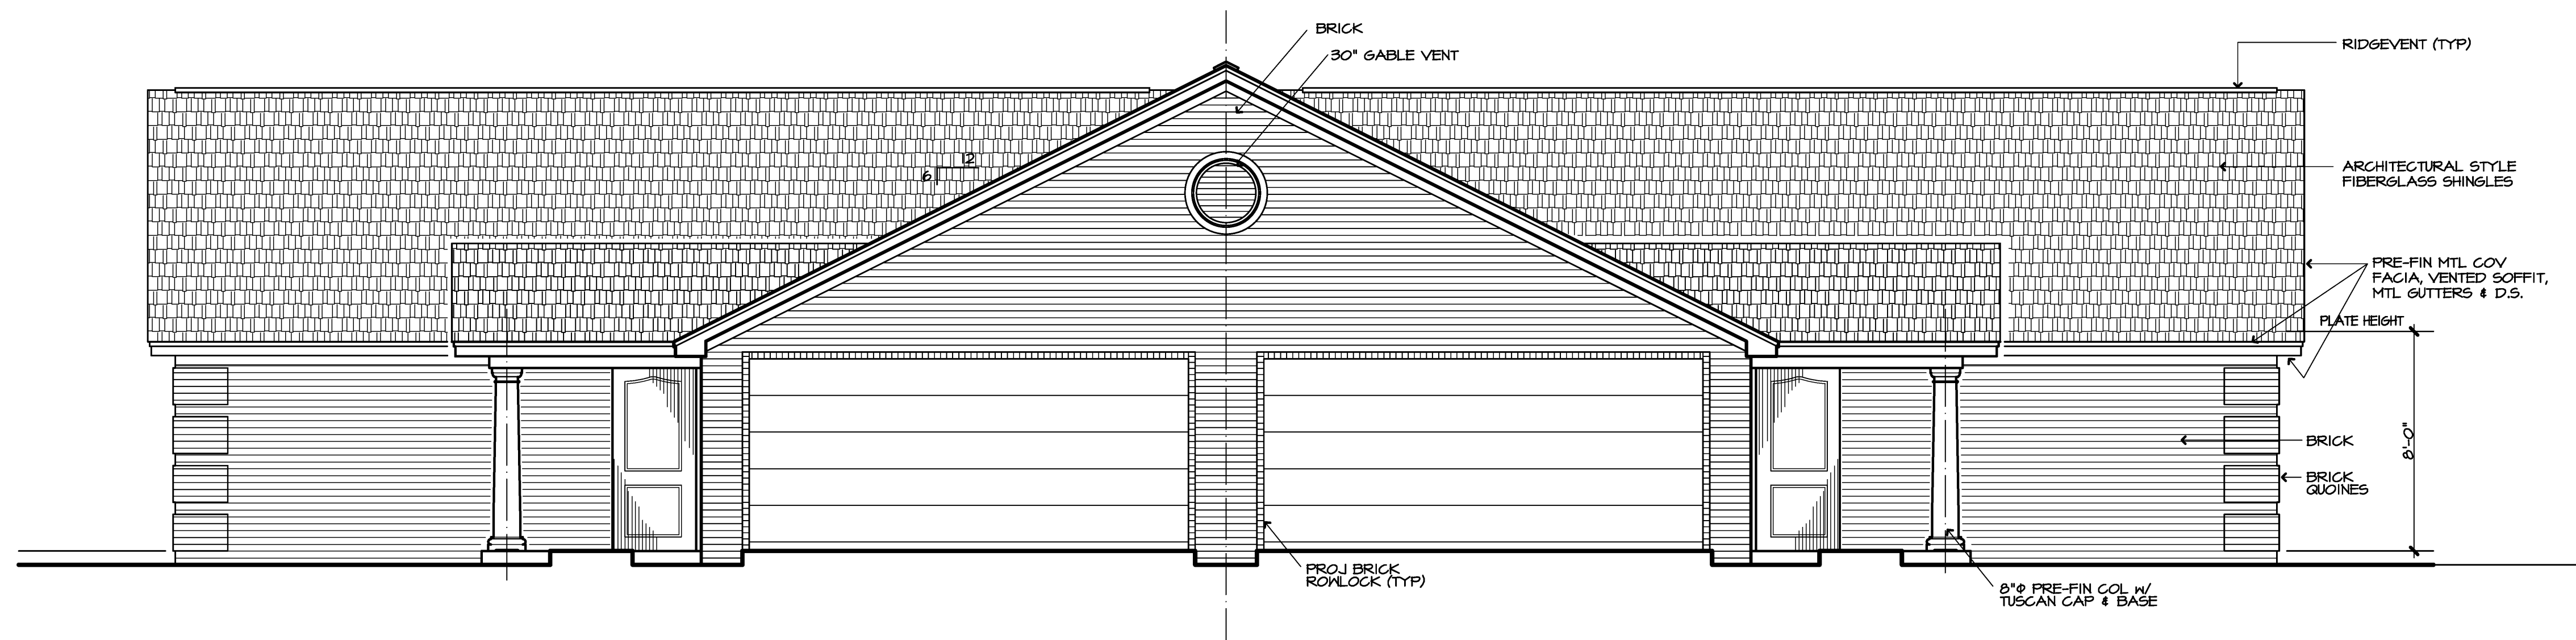 BRICK
30" GABLE VENT
RIDGEVENT (TYP)
12
6
ARCHITECTURAL STYLE
FIBERGLASS SHINGLES
PRE-FIN MTL COV
FACIA, VENTED SOFFIT,
MTL GUTTERS & D.S.
PLATE HEIGHT
8'-0"
BRICK
BRICK
QUOINES
PROJ BRICK
ROWLOCK (TYP)
8"Φ PRE-FIN COL W/
TUSCAN CAP & BASE